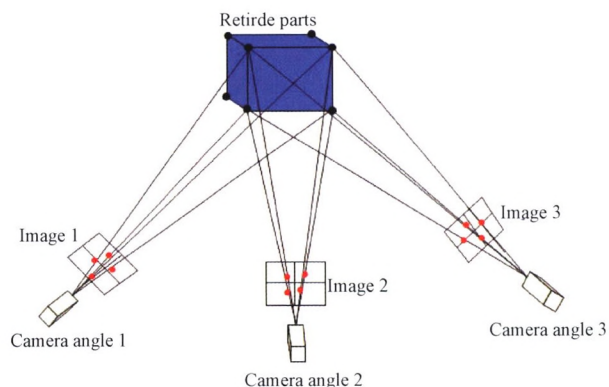 Retirde parts
Image 1
Image 3
Image 2
Camera angle 1
Camera angle 3
Camera angle 2